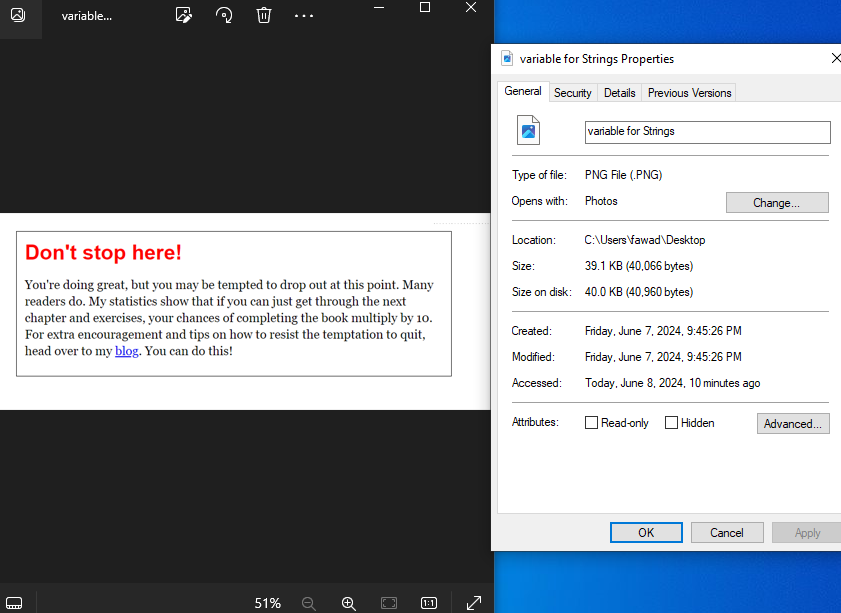 variable...
Don't stop here!
You're doing great, but you may be tempted to drop out at this point. Many
readers do. My statistics show that if you can just get through the next
chapter and exercises, your chances of completing the book multiply by 10.
For extra encouragement and tips on how to resist the temptation to quit,
head over to my blog. You can do this!
51%
1:1
variable for Strings Properties
General Security Details Previous Versions
variable for Strings
Type of file: PNG File (.PNG)
Opens with: Photos Change...
Location: C:\Users\fawad\Desktop
Size: 39.1 KB (40,066 bytes)
Size on disk: 40.0 KB (40,960 bytes)
Created: Friday, June 7, 2024, 9:45:26 PM
Modified: Friday, June 7, 2024, 9:45:26 PM
Accessed: Today, June 8, 2024, 10 minutes ago
Attributes: Read-only Hidden Advanced...
OK Cancel Apply